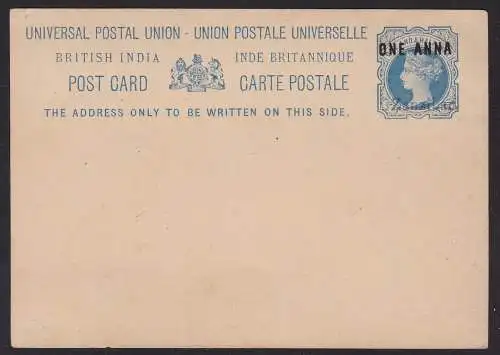 UNIVERSAL POSTAL UNION - UNION POSTALE UNIVERSELLE
BRITISH INDIA INDE BRITANNIQUE
POST CARD CARTE POSTALE
THE ADDRESS ONLY TO BE WRITTEN ON THIS SIDE.
ONE ANNA